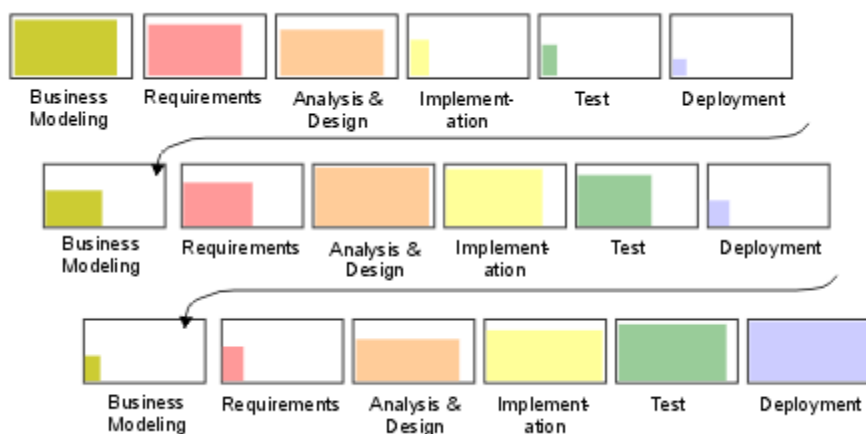 Business
Modeling
Requirements
Analysis &
Design
Implement-
ation
Test
Deployment
Business
Modeling
Requirements
Analysis &
Design
Implement-
ation
Test
Deployment
Business
Modeling
Requirements
Analysis &
Design
Implement-
ation
Test
Deployment